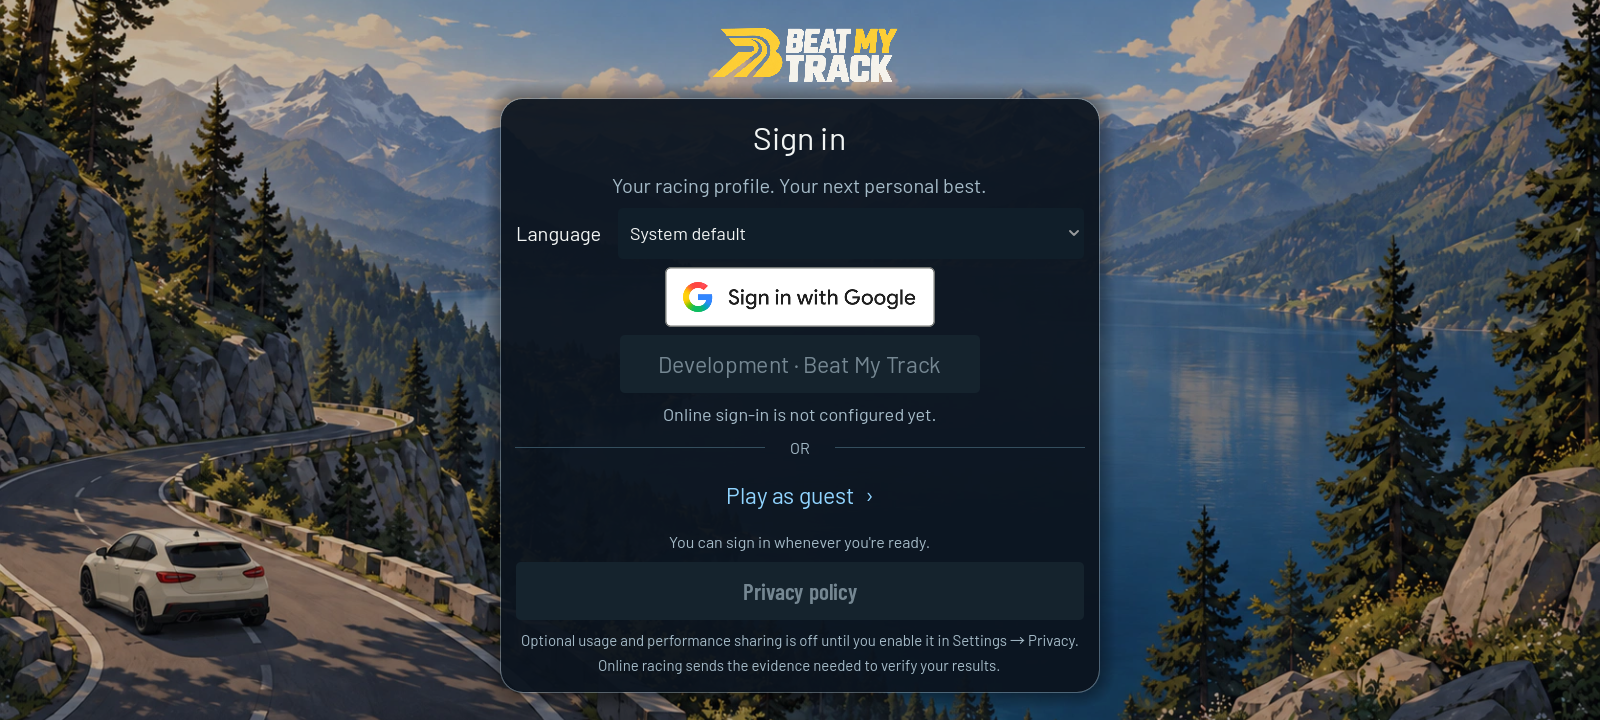 BEAT MY
TRACK
Sign in
Your racing profile. Your next personal best.
Language
System default
Sign in with Google
Development · Beat My Track
Online sign-in is not configured yet.
OR
Play as guest ›
You can sign in whenever you're ready.
Privacy policy
Optional usage and performance sharing is off until you enable it in Settings → Privacy.
Online racing sends the evidence needed to verify your results.